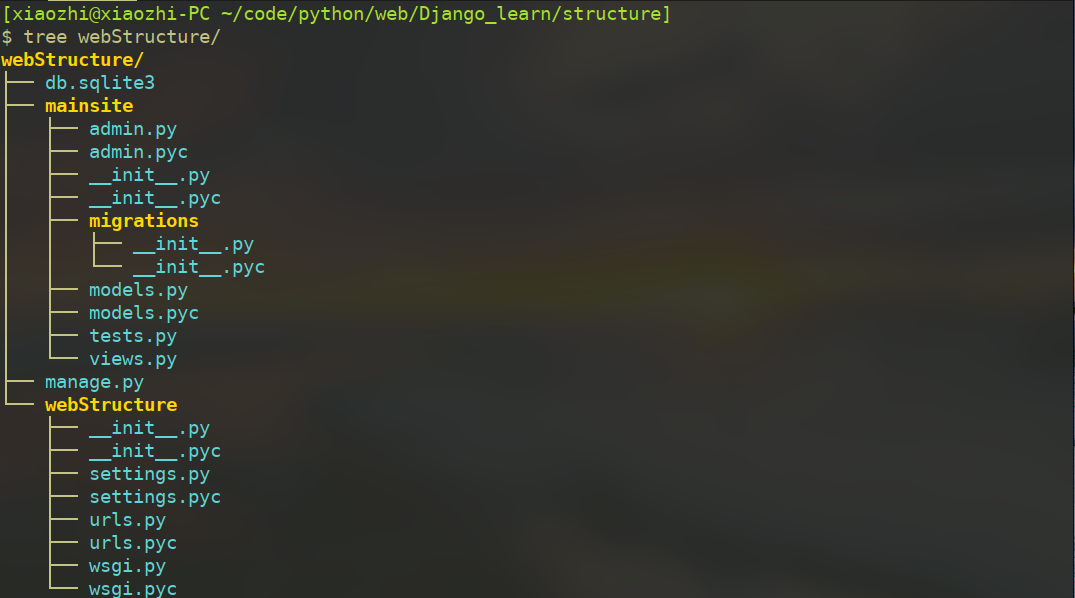 [xiaozhi@xiaozhi-PC ~/code/python/web/Django_learn/structure]
$ tree webStructure/
webStructure/
├── db.sqlite3
├── mainsite
│   ├── admin.py
│   ├── admin.pyc
│   ├── __init__.py
│   ├── __init__.pyc
│   ├── migrations
│   │   ├── __init__.py
│   │   └── __init__.pyc
│   ├── models.py
│   ├── models.pyc
│   ├── tests.py
│   └── views.py
├── manage.py
└── webStructure
    ├── __init__.py
    ├── __init__.pyc
    ├── settings.py
    ├── settings.pyc
    ├── urls.py
    ├── urls.pyc
    ├── wsgi.py
    └── wsgi.pyc